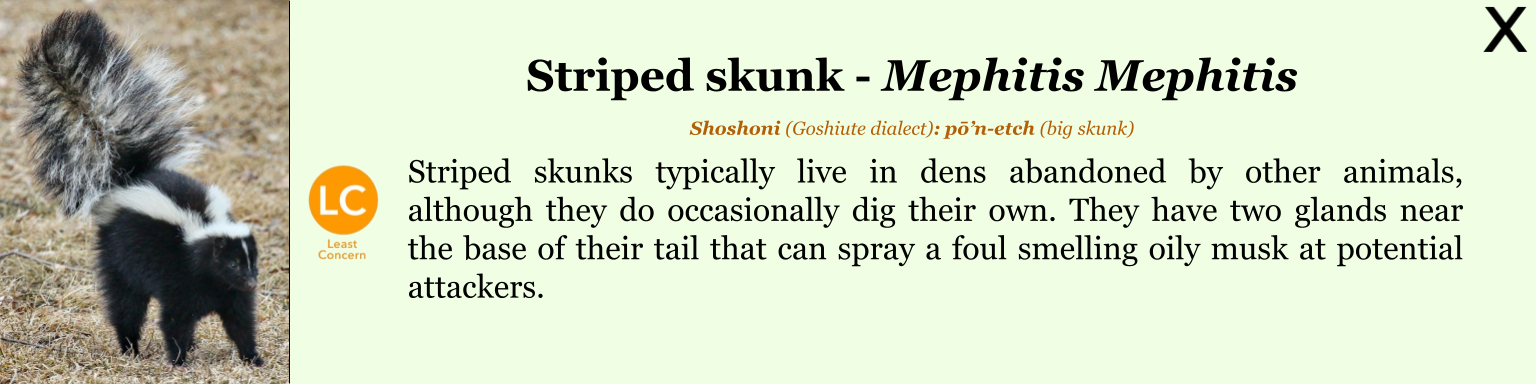 X
Striped skunk - Mephitis Mephitis
Shoshoni (Goshiute dialect): pō’n-etch (big skunk)
LC
Least
Concern
Striped skunks typically live in dens abandoned by other animals,
although they do occasionally dig their own. They have two glands near
the base of their tail that can spray a foul smelling oily musk at potential
attackers.